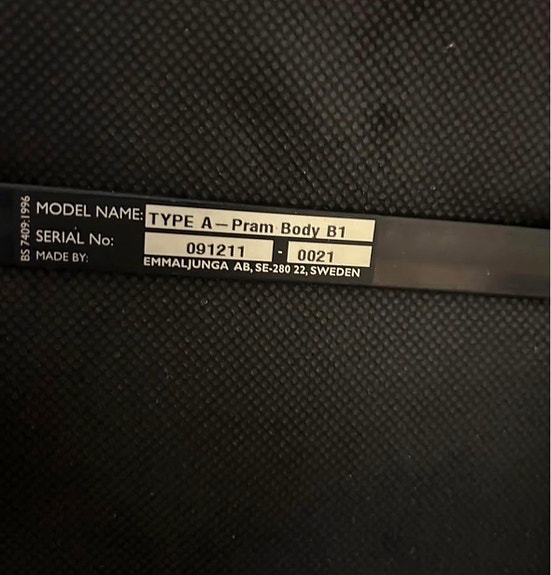 BS 7409:1996
MODEL NAME: TYPE A—Pram Body B1
SERIAL No: 091211 - 0021
MADE BY: EMMALJUNGA AB, SE-280 22, SWEDEN